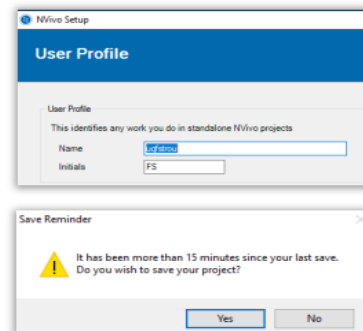 NVivo Setup
User Profile
User Profile
This identifies any work you do in standalone NVivo projects
Name uqfstrou
Initials FS
Save Reminder
It has been more than 15 minutes since your last save.
Do you wish to save your project?
Yes No